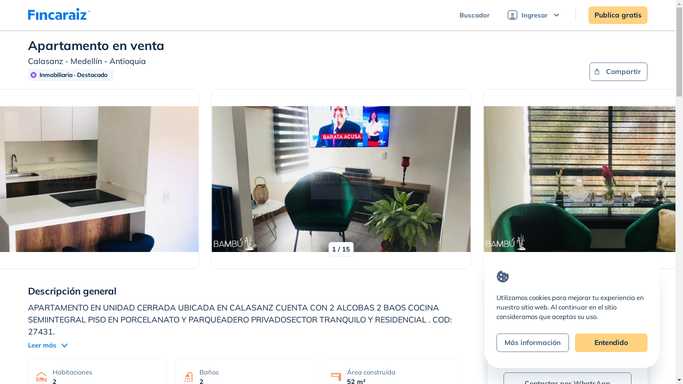 Fincaraiz
Buscador
Ingresar
Publica gratis
Apartamento en venta
Calasanz - Medellín - Antioquia
Inmobiliaria · Destacado
Compartir
BARATA ACUSA
BAMBÚ
1 / 15
BAMBÚ
Descripción general
APARTAMENTO EN UNIDAD CERRADA UBICADA EN CALASANZ CUENTA CON 2 ALCOBAS 2 BAOS COCINA
SEMIINTEGRAL PISO EN PORCELANATO Y PARQUEADERO PRIVADOSECTOR TRANQUILO Y RESIDENCIAL . COD:
27431.
Leer más
Habitaciones
2
Baños
2
Área construida
52 m²
Utilizamos cookies para mejorar tu experiencia en
nuestro sitio web. Al continuar en el sitio
consideramos que aceptas su uso.
Más información
Entendido
Contactar por WhatsApp